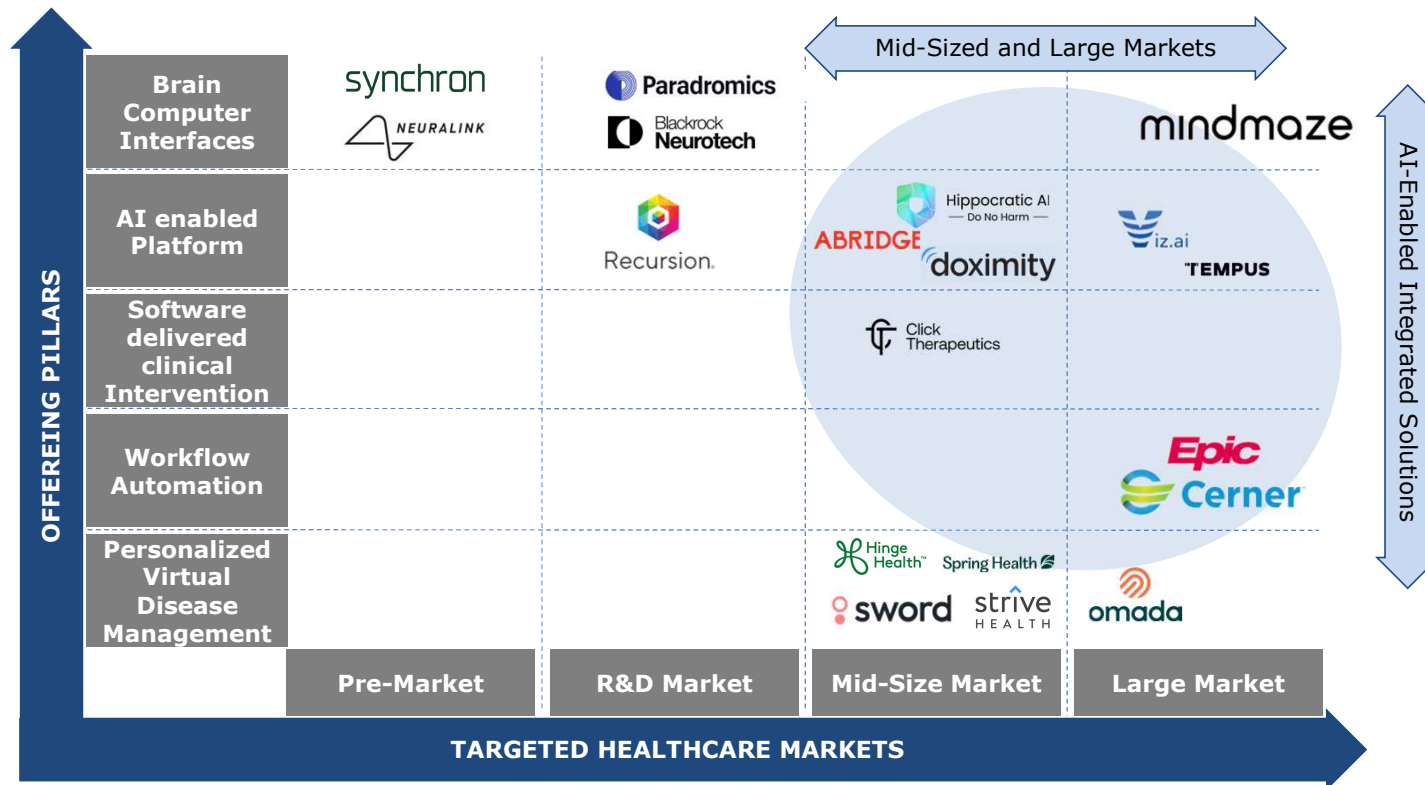 Mid-Sized and Large Markets
AI-Enabled Integrated Solutions
OFFEREING PILLARS
Brain
Computer
Interfaces
synchron
NEURALINK
Paradromics
Blackrock
Neurotech
mindmaze
AI enabled
Platform
Recursion.
Hippocratic AI
Do No Harm
ABRIDGE
doximity
Viz.ai
TEMPUS
Software
delivered
clinical
Intervention
Click
Therapeutics
Workflow
Automation
Epic
Cerner™
Personalized
Virtual
Disease
Management
Hinge
Health™
Spring Health
sword
strive
HEALTH
omada
Pre-Market
R&D Market
Mid-Size Market
Large Market
TARGETED HEALTHCARE MARKETS